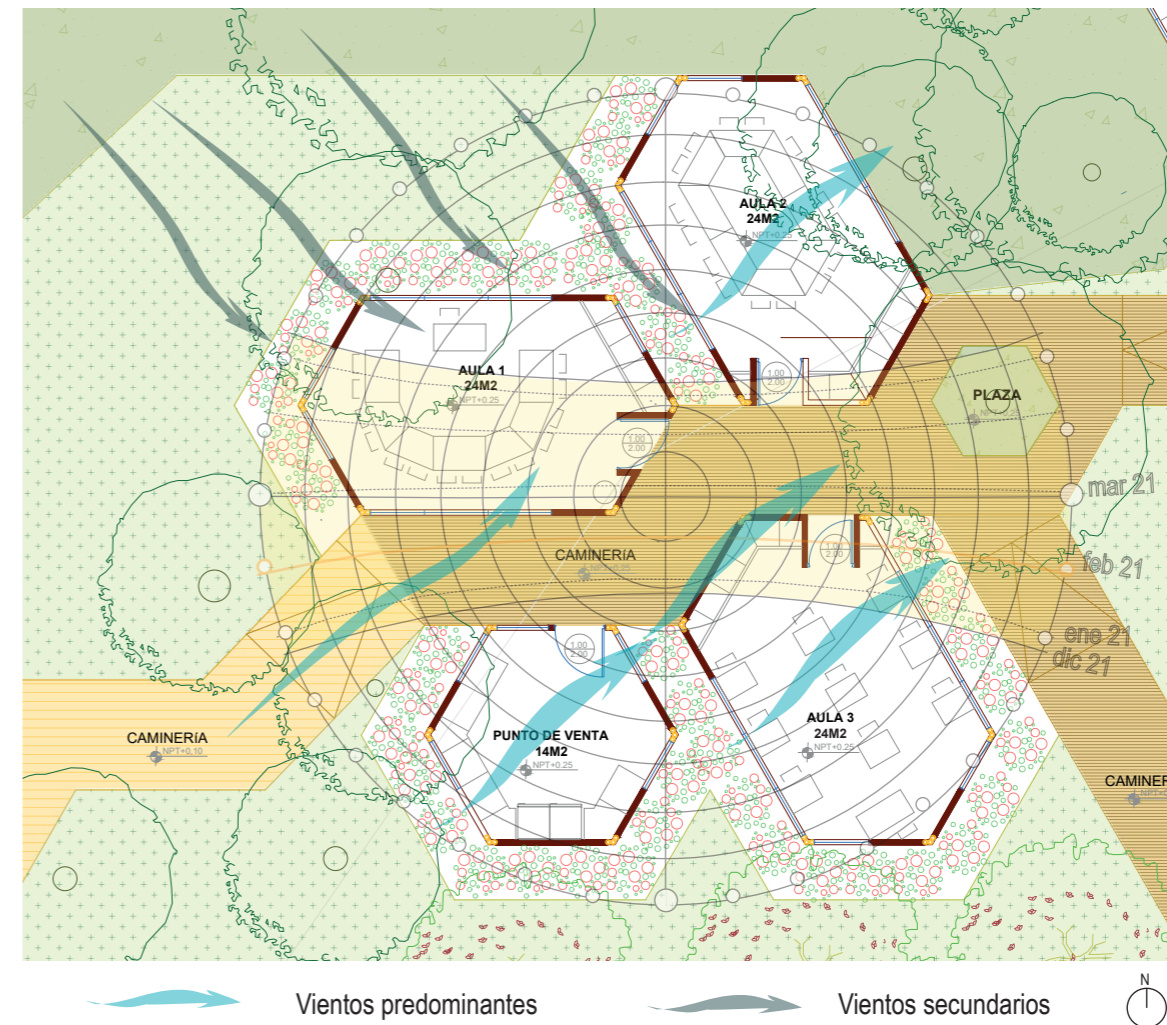 AULA 2
24M2
NPT+0.25
AULA 1
24M2
NPT+0.25
1.00
2.00
PLAZA
1.00
2.00
mar 21
CAMINERÍA
NPT+0.25
1.00
2.00
feb 21
ene 21
dic 21
1.00
2.00
CAMINERÍA
NPT+0.10
PUNTO DE VENTA
14M2
NPT+0.25
AULA 3
24M2
NPT+0.25
CAMINER
Vientos predominantes
Vientos secundarios
N